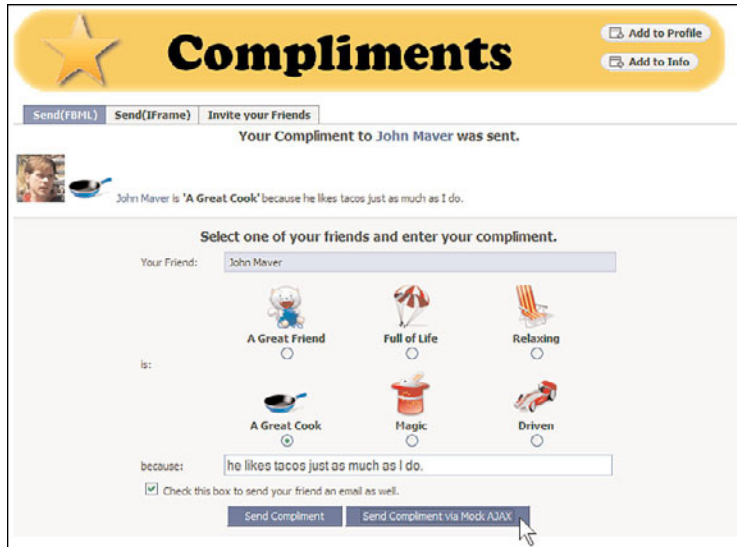 Compliments
Add to Profile
Add to Info
Send(FBML) Send(IFrame) Invite your Friends
Your Compliment to John Maver was sent.
John Maver is 'A Great Cook' because he likes tacos just as much as I do.
Select one of your friends and enter your compliment.
Your Friend: John Maver
A Great Friend Full of Life Relaxing
is:
A Great Cook Magic Driven
because: he likes tacos just as much as I do.
Check this box to send your friend an email as well.
Send Compliment Send Compliment via Mock AJAX